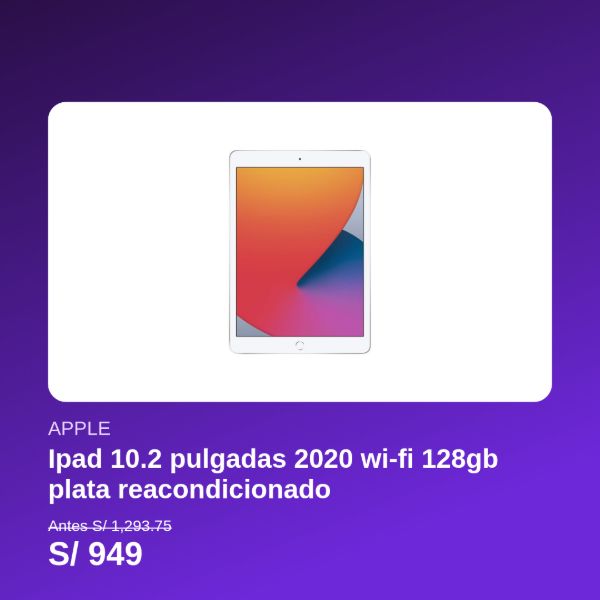 APPLE
Ipad 10.2 pulgadas 2020 wi-fi 128gb
plata reacondicionado
Antes S/ 1,293.75
S/ 949